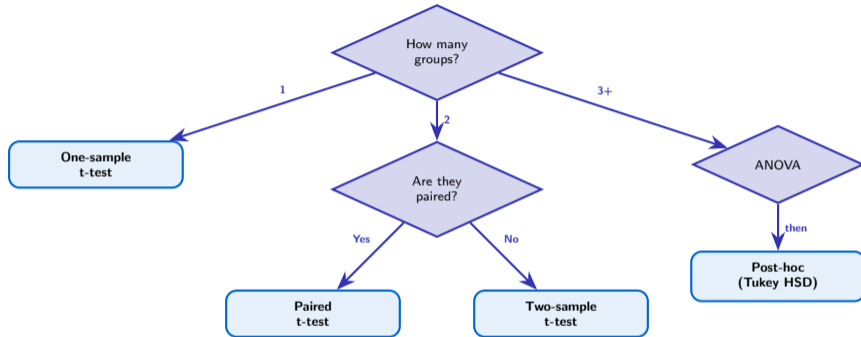 How many
groups?
1
2
3+
One-sample
t-test
Are they
paired?
ANOVA
Yes
No
then
Paired
t-test
Two-sample
t-test
Post-hoc
(Tukey HSD)